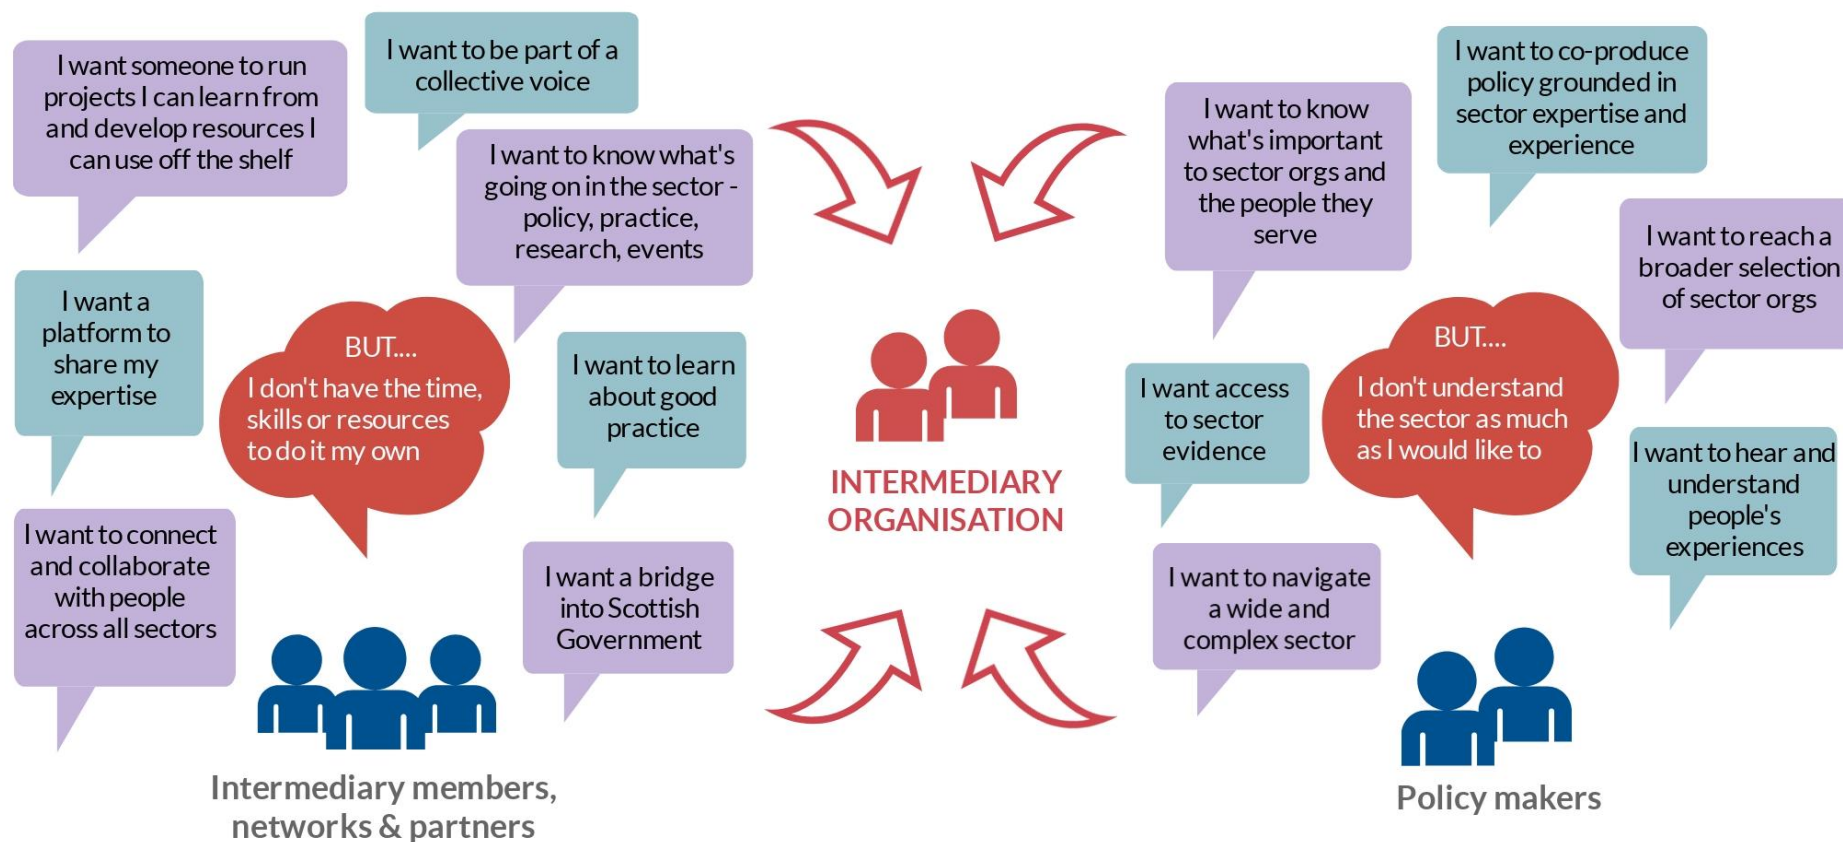 I want someone to run
projects I can learn from
and develop resources I
can use off the shelf
I want to be part of a
collective voice
I want to know what's
going on in the sector -
policy, practice,
research, events
I want a
platform to
share my
expertise
BUT....
I don't have the time,
skills or resources
to do it my own
I want to learn
about good
practice
I want to connect
and collaborate
with people
across all sectors
I want a bridge
into Scottish
Government
Intermediary members,
networks & partners
INTERMEDIARY
ORGANISATION
I want to know
what's important
to sector orgs and
the people they
serve
I want to co-produce
policy grounded in
sector expertise and
experience
I want to reach a
broader selection
of sector orgs
I want access
to sector
evidence
BUT....
I don't understand
the sector as much
as I would like to
I want to hear and
understand
people's
experiences
I want to navigate
a wide and
complex sector
Policy makers